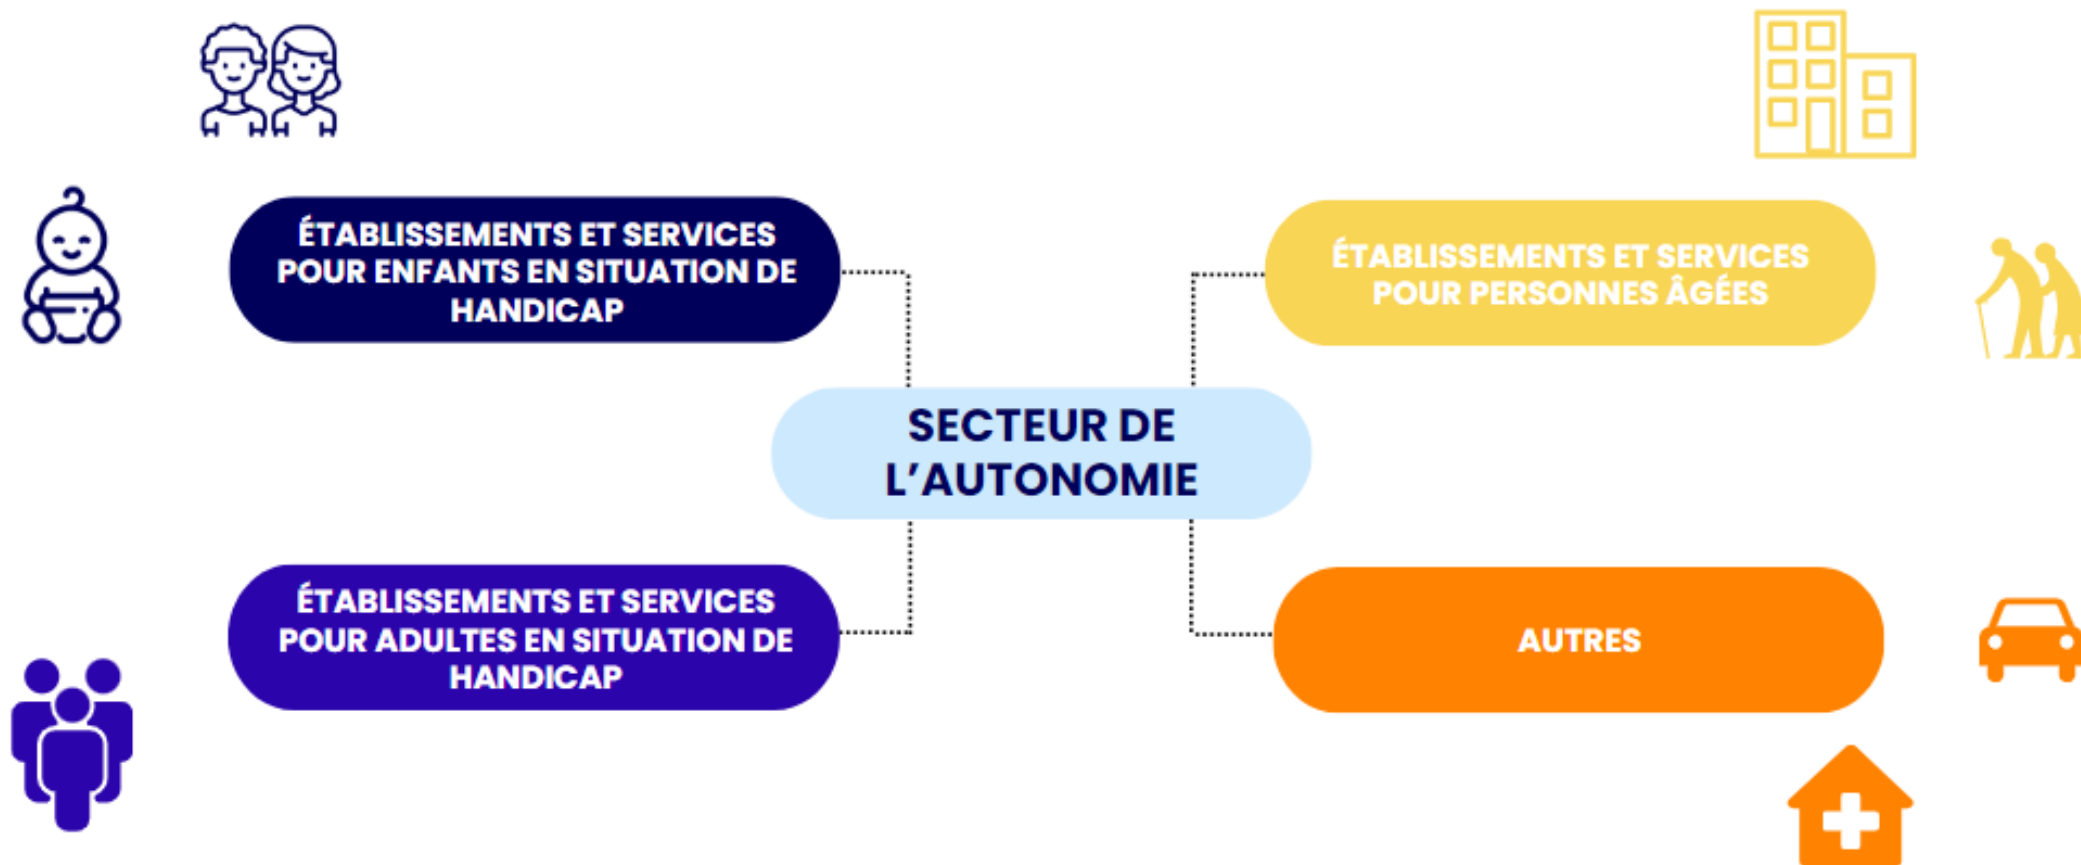 ÉTABLISSEMENTS ET SERVICES
POUR ENFANTS EN SITUATION DE
HANDICAP
ÉTABLISSEMENTS ET SERVICES
POUR PERSONNES ÂGÉES
SECTEUR DE
L’AUTONOMIE
ÉTABLISSEMENTS ET SERVICES
POUR ADULTES EN SITUATION DE
HANDICAP
AUTRES